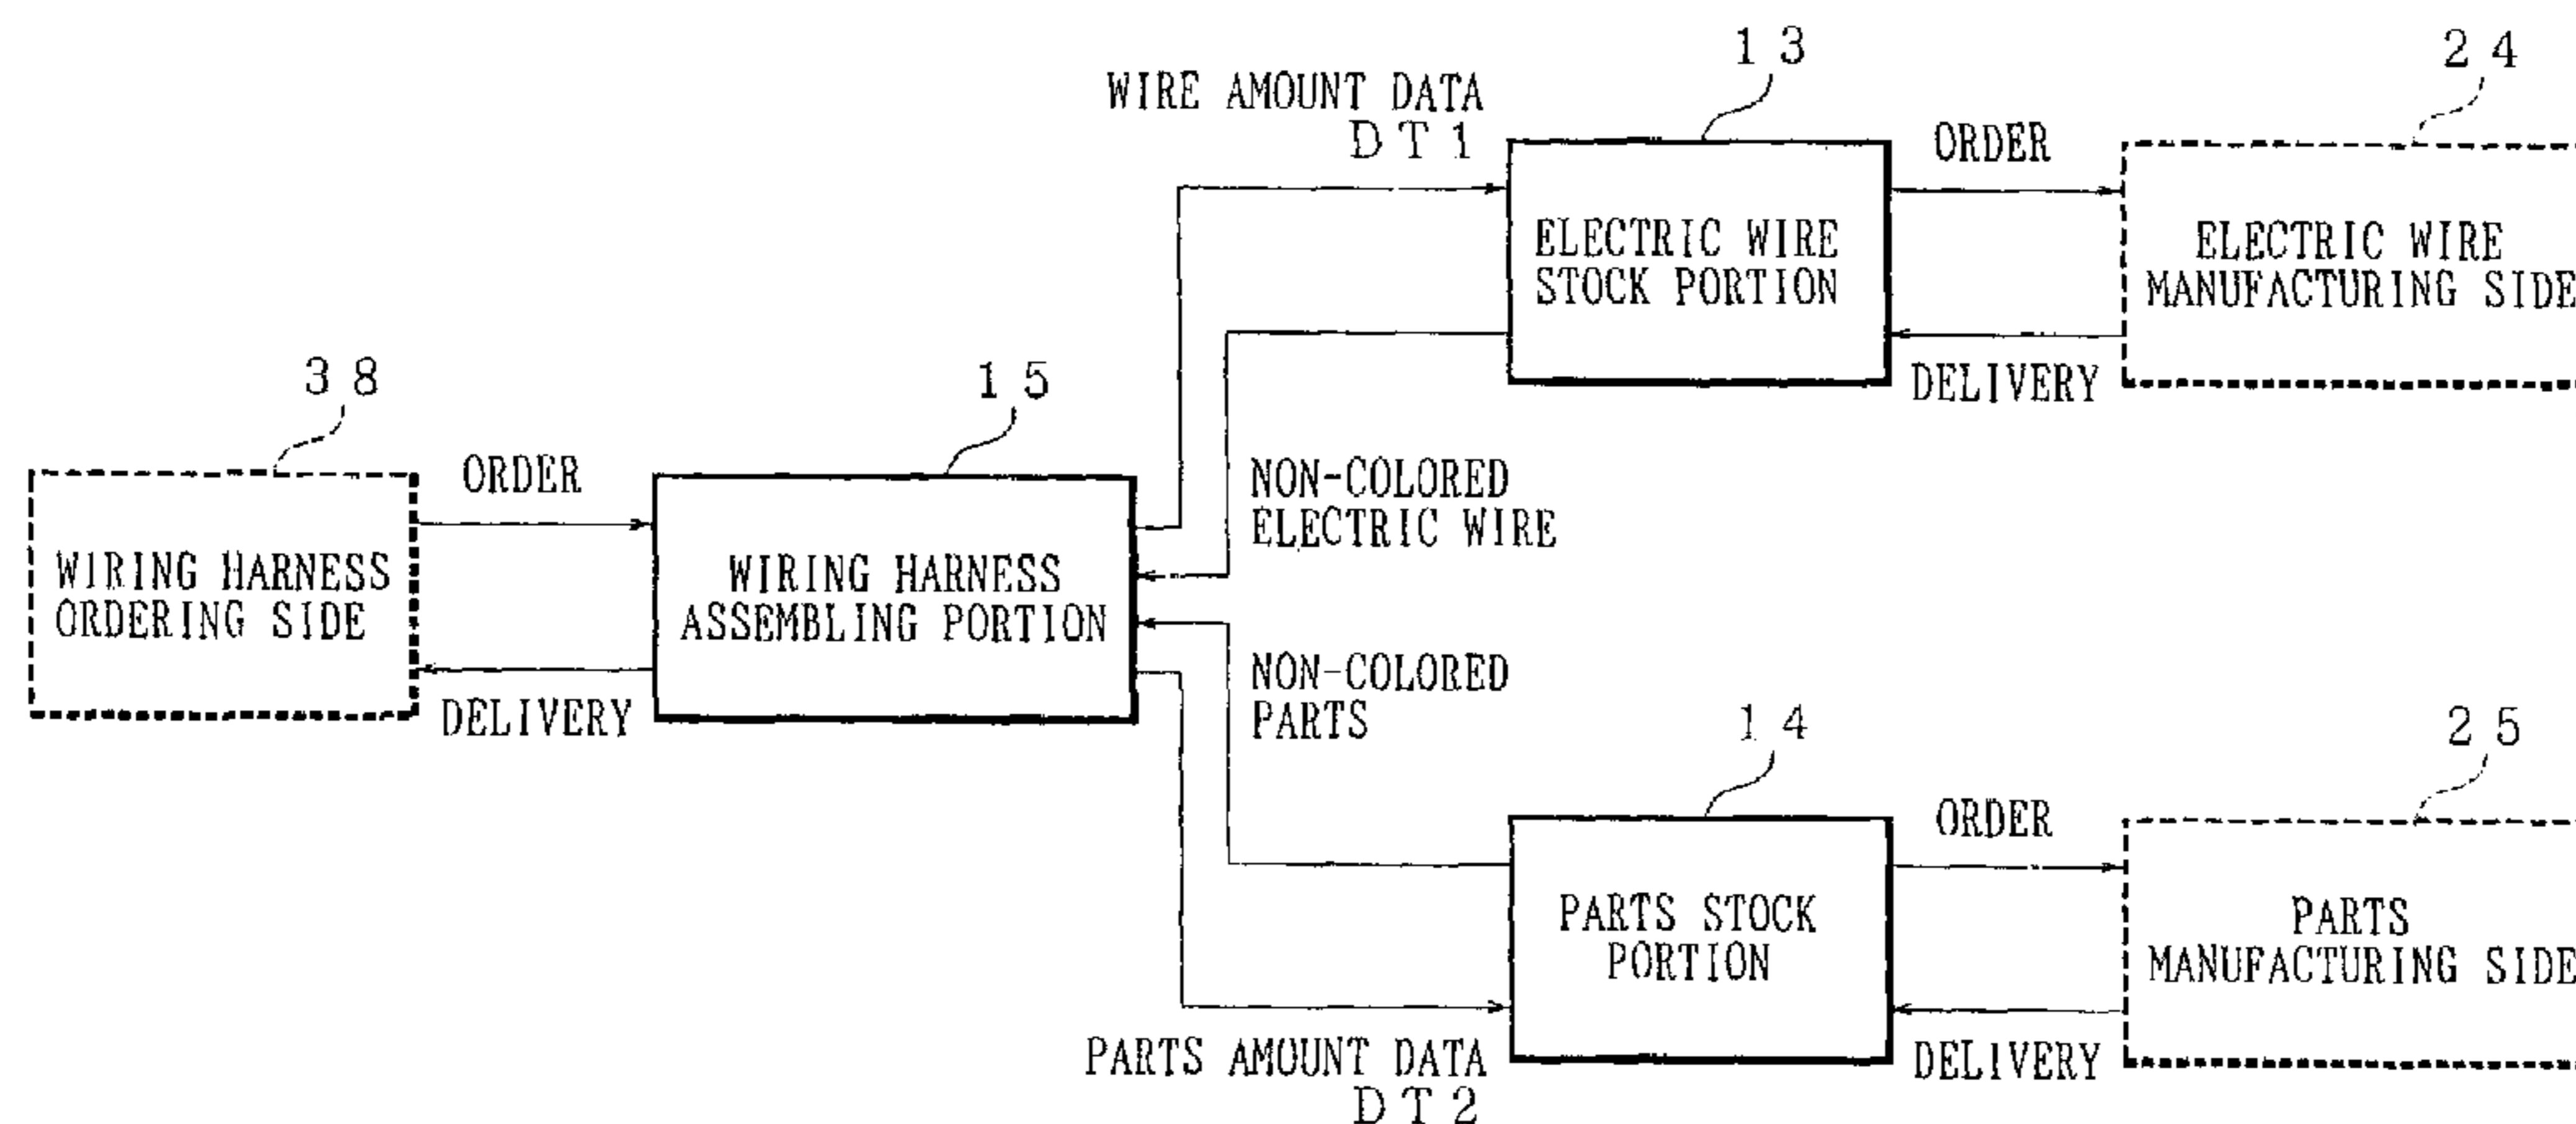 13
24
WIRE AMOUNT DATA
DT1
ORDER
ELECTRIC WIRE
STOCK PORTION
ELECTRIC WIRE
MANUFACTURING SIDE
DELIVERY
38
15
ORDER
WIRING HARNESS
ORDERING SIDE
WIRING HARNESS
ASSEMBLING PORTION
DELIVERY
NON-COLORED
ELECTRIC WIRE
NON-COLORED
PARTS
14
25
ORDER
PARTS STOCK
PORTION
PARTS
MANUFACTURING SIDE
DELIVERY
PARTS AMOUNT DATA
DT2